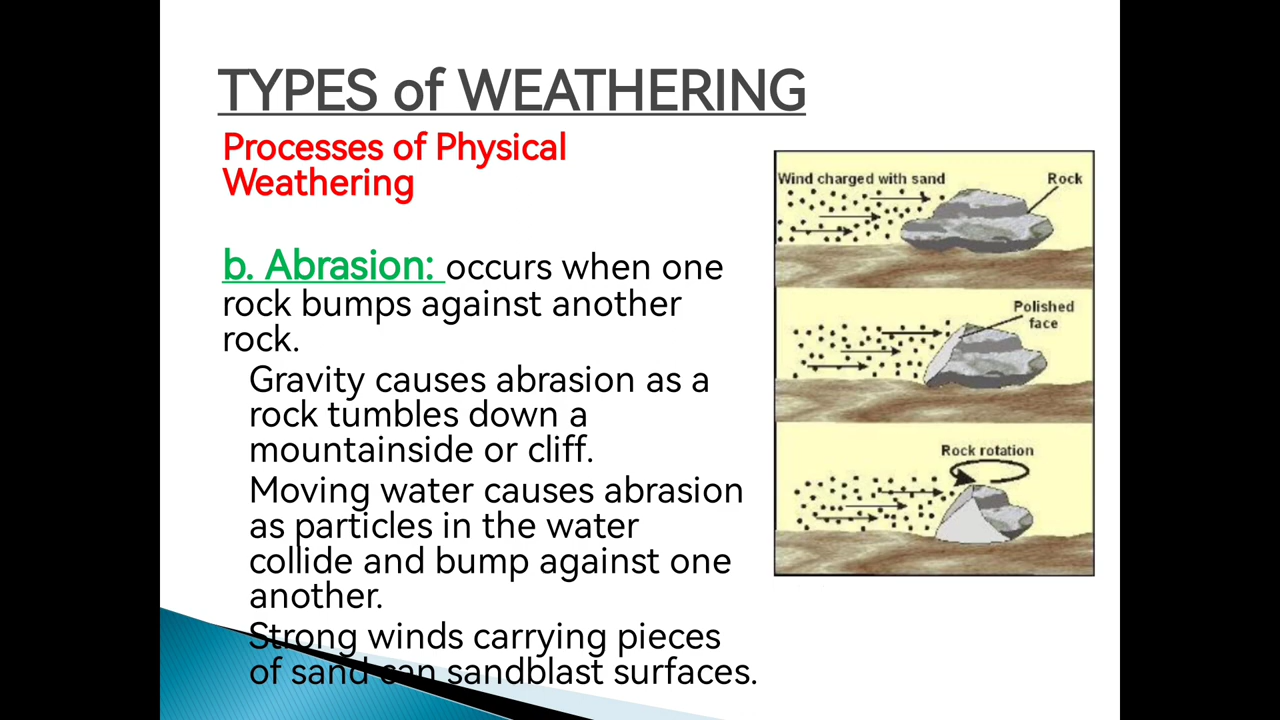 TYPES of WEATHERING
Processes of Physical
Weathering
b. Abrasion: occurs when one
rock bumps against another
rock.
Gravity causes abrasion as a
rock tumbles down a
mountainside or cliff.
Moving water causes abrasion
as particles in the water
collide and bump against one
another.
Strong winds carrying pieces
of sand can sandblast surfaces.
Wind charged with sand
Rock
Polished
face
Rock rotation